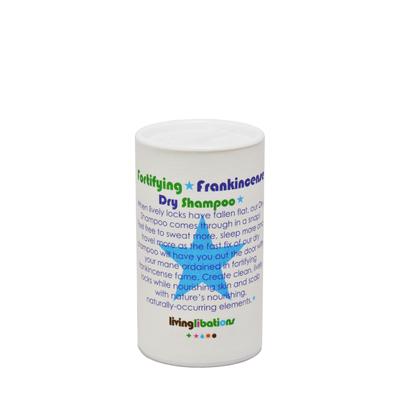 Fortifying ★ Frankincense
Dry Shampoo ★
When lively locks have fallen flat, our Dry
Shampoo comes through in a snap!
Feel free to sweat more, sleep more and
travel more as the fast fix of our dry
shampoo will have you out the door with
your mane ordained in fortifying
frankincense fame. Create clean, lively
locks while nourishing skin and scalp
with nature's nourishing
naturally-occurring elements.
livinglibations